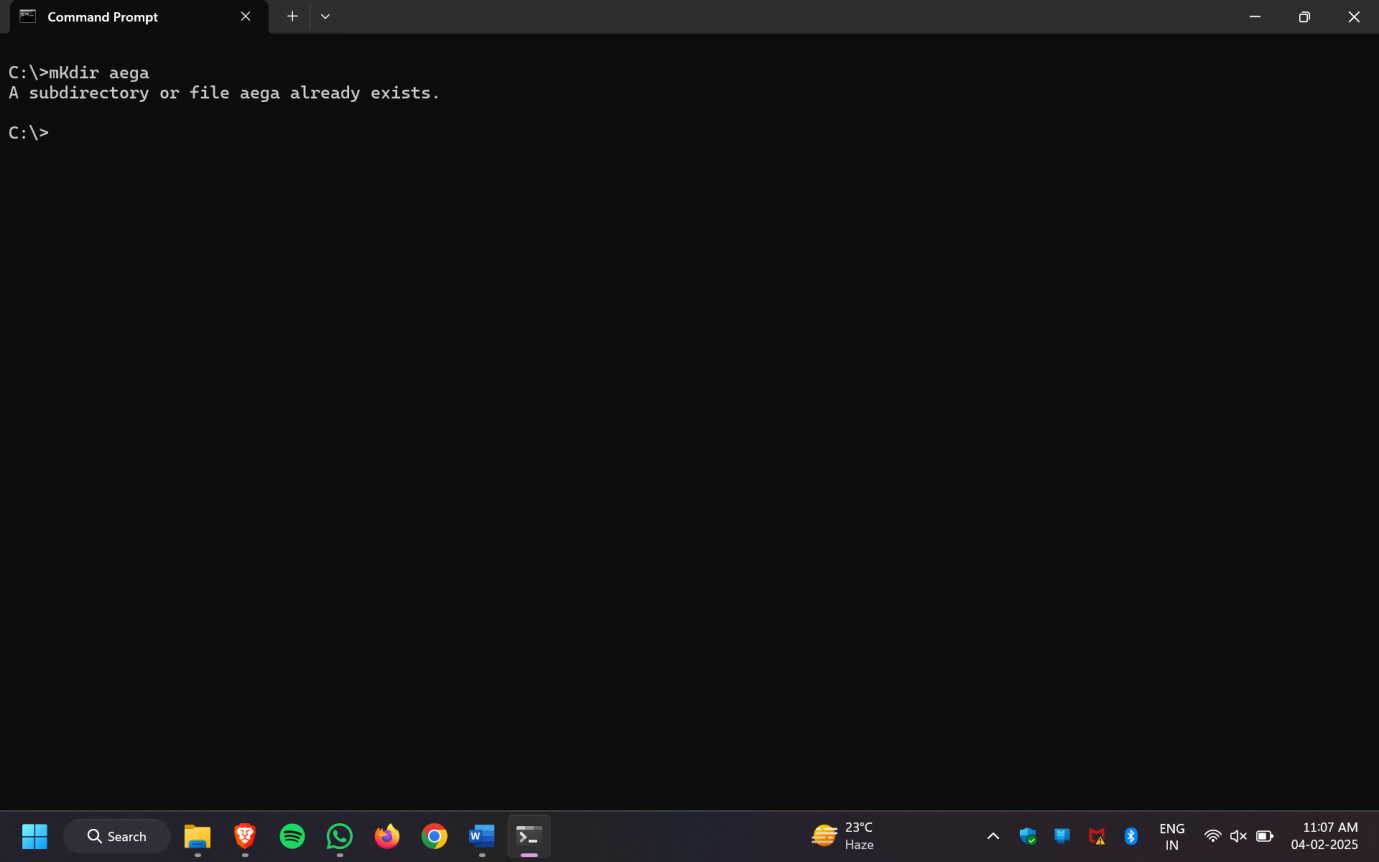 Command Prompt
C:\>mKdir aega
A subdirectory or file aega already exists.
C:\>
Search
W
23°C
Haze
ENG
IN
11:07 AM
04-02-2025